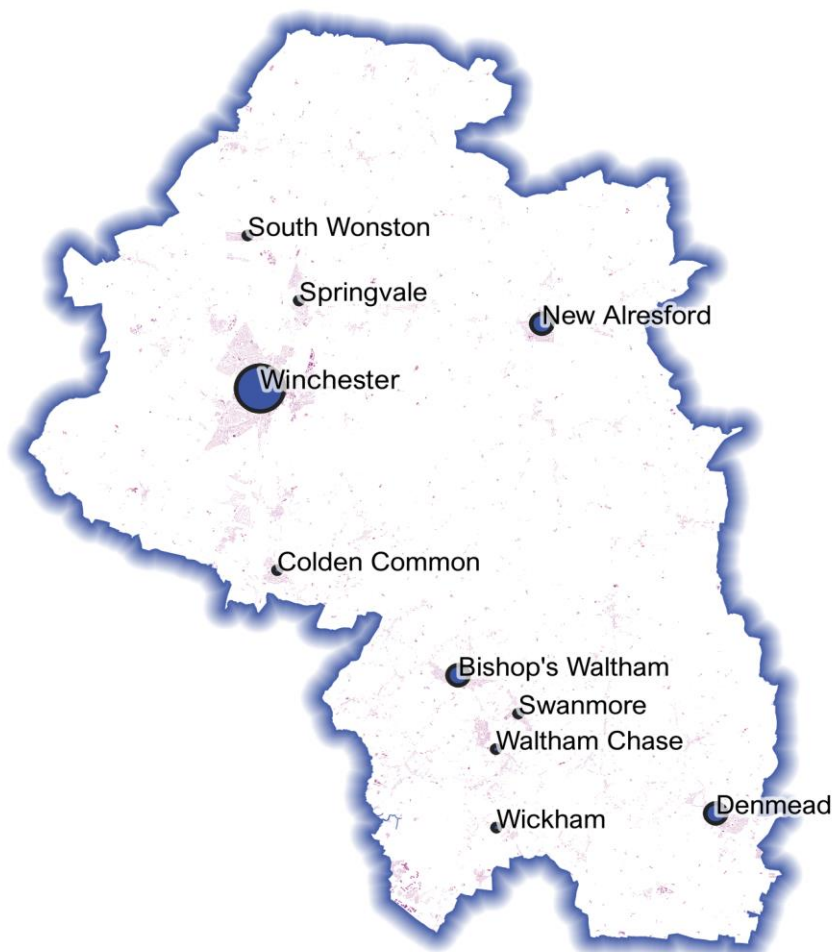 South Wonston
Springvale
New Alresford
Winchester
Colden Common
Bishop's Waltham
Swanmore
Waltham Chase
Denmead
Wickham